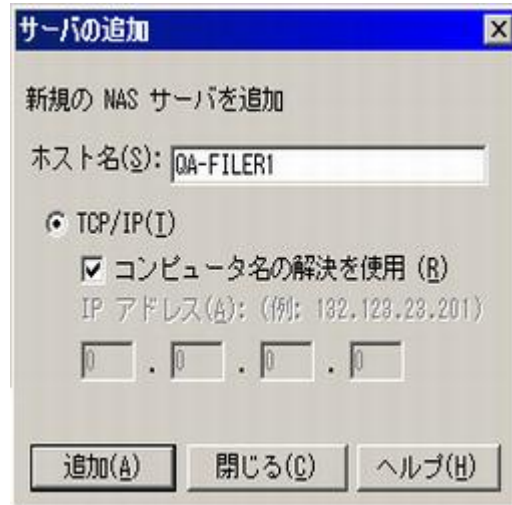 サーバの追加
新規の NAS サーバを追加
ホスト名(S): QA-FILER1
TCP/IP(T)
コンピュータ名の解決を使用 (R)
IP アドレス(A): (例: 132.123.23.201)
0 . 0 . 0 . 0
追加(A) 閉じる(C) ヘルプ(H)